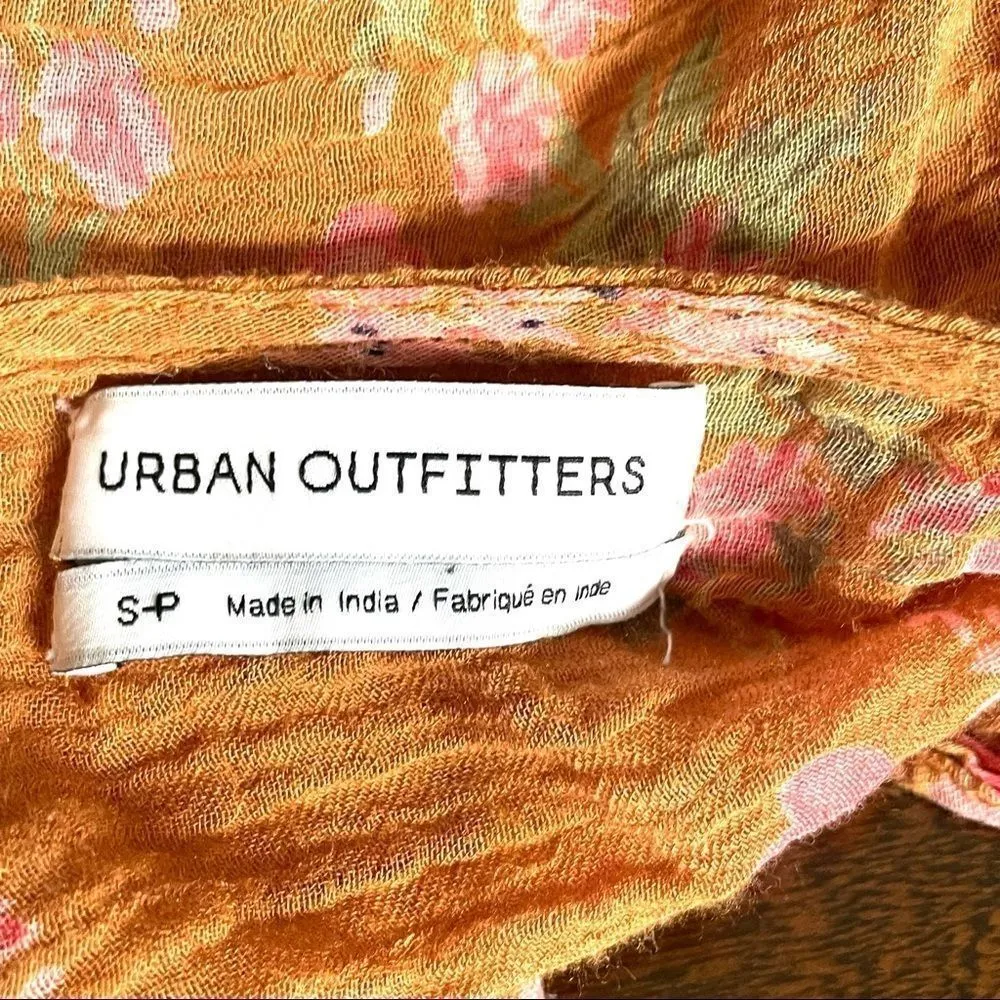 URBAN OUTFITTERS
S-P Made in India / Fabriqué en Inde